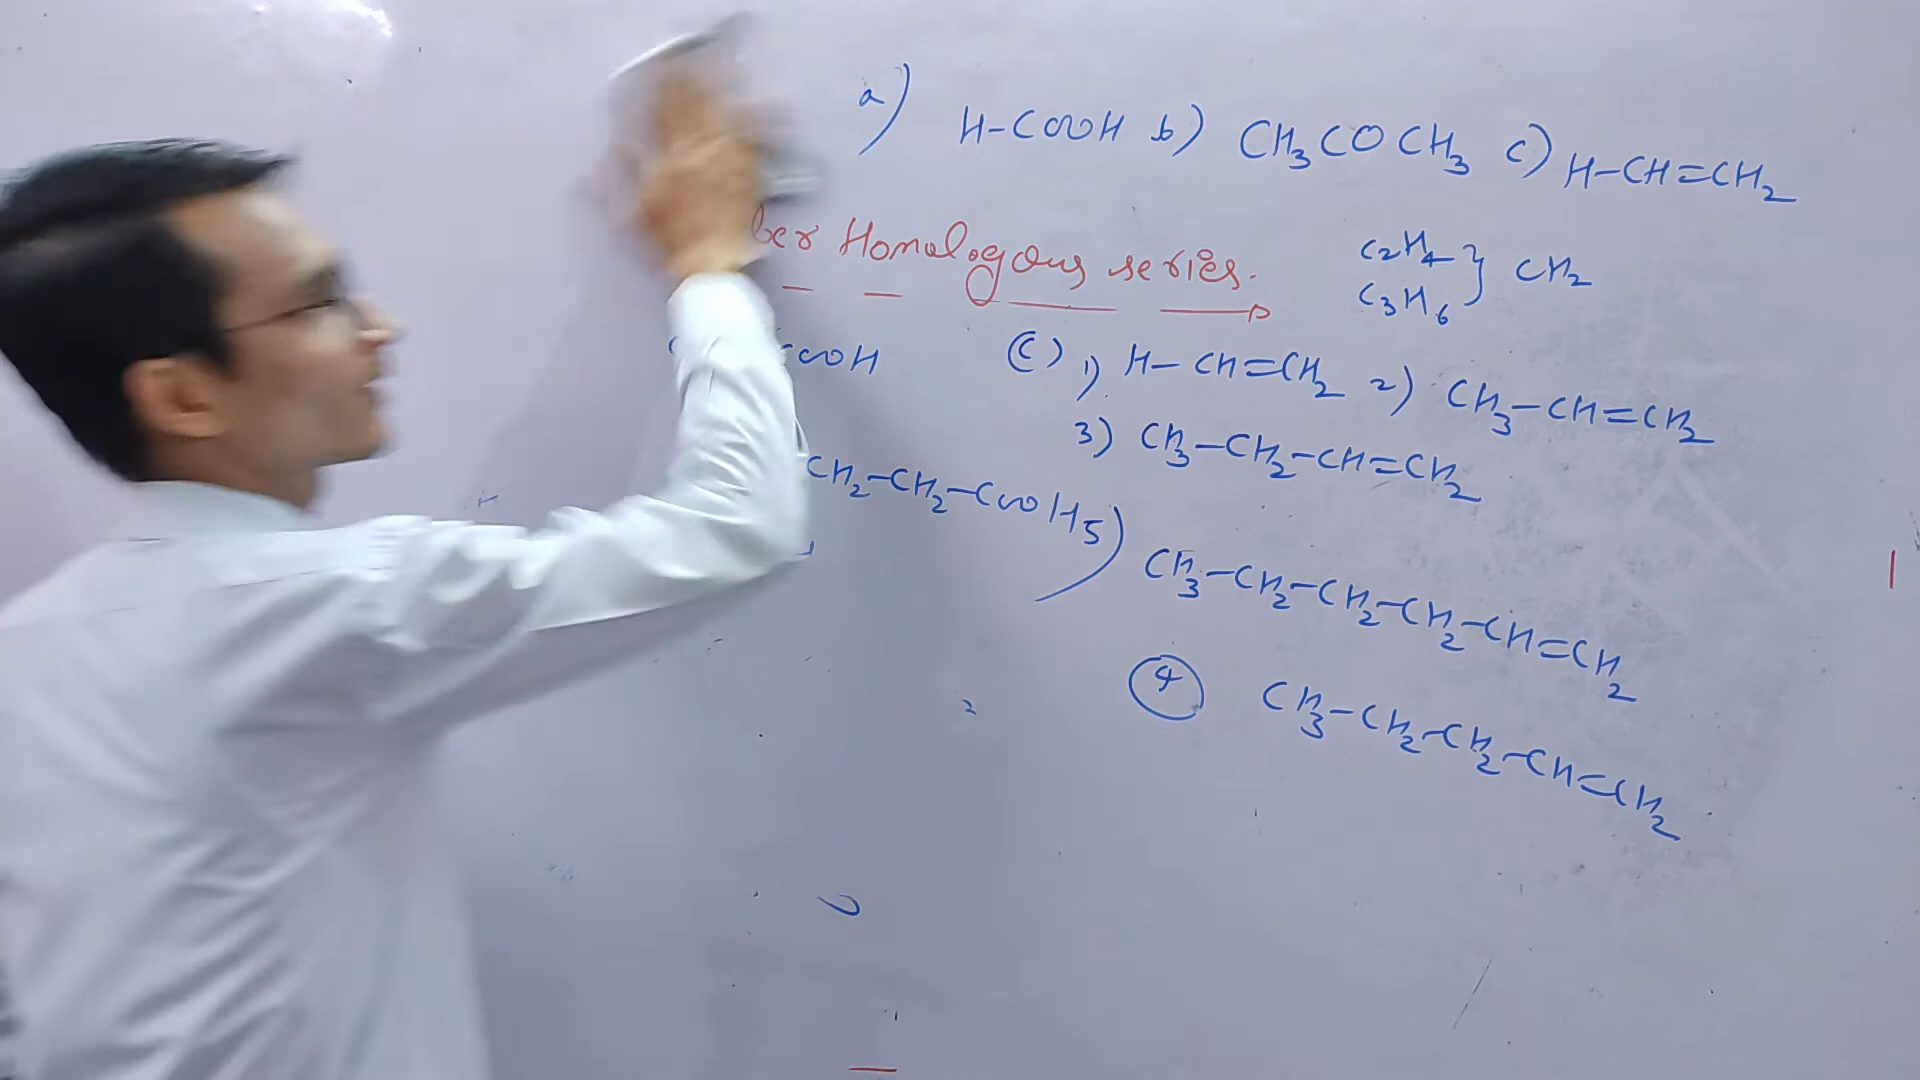 a) H-COOH b) CH₃COCH₃ c) H-CH=CH₂
ber Homologous series.
C₂H₄ } CH₂
C₃H₆
COOH
(C) 1) H-CH=CH₂ 2) CH₃-CH=CH₂
3) CH₃-CH₂-CH=CH₂
CH₂-CH₂-COOH
5) CH₃-CH₂-CH₂-CH₂-CH=CH₂
4 CH₃-CH₂-CH₂-CH=CH₂